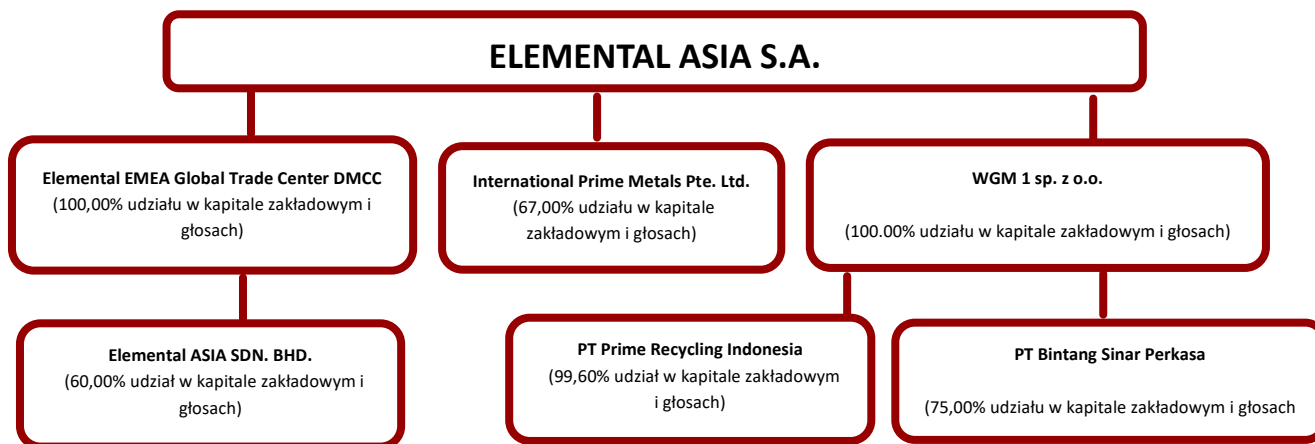 ELEMENTAL ASIA S.A.
Elemental EMEA Global Trade Center DMCC
(100,00% udziału w kapitale zakładowym i
głosach)
International Prime Metals Pte. Ltd.
(67,00% udziału w kapitale
zakładowym i głosach)
WGM 1 sp. z o.o.
(100.00% udziału w kapitale zakładowym i głosach)
Elemental ASIA SDN. BHD.
(60,00% udział w kapitale zakładowym i
głosach)
PT Prime Recycling Indonesia
(99,60% udział w kapitale zakładowym
i głosach)
PT Bintang Sinar Perkasa
(75,00% udziału w kapitale zakładowym i głosach